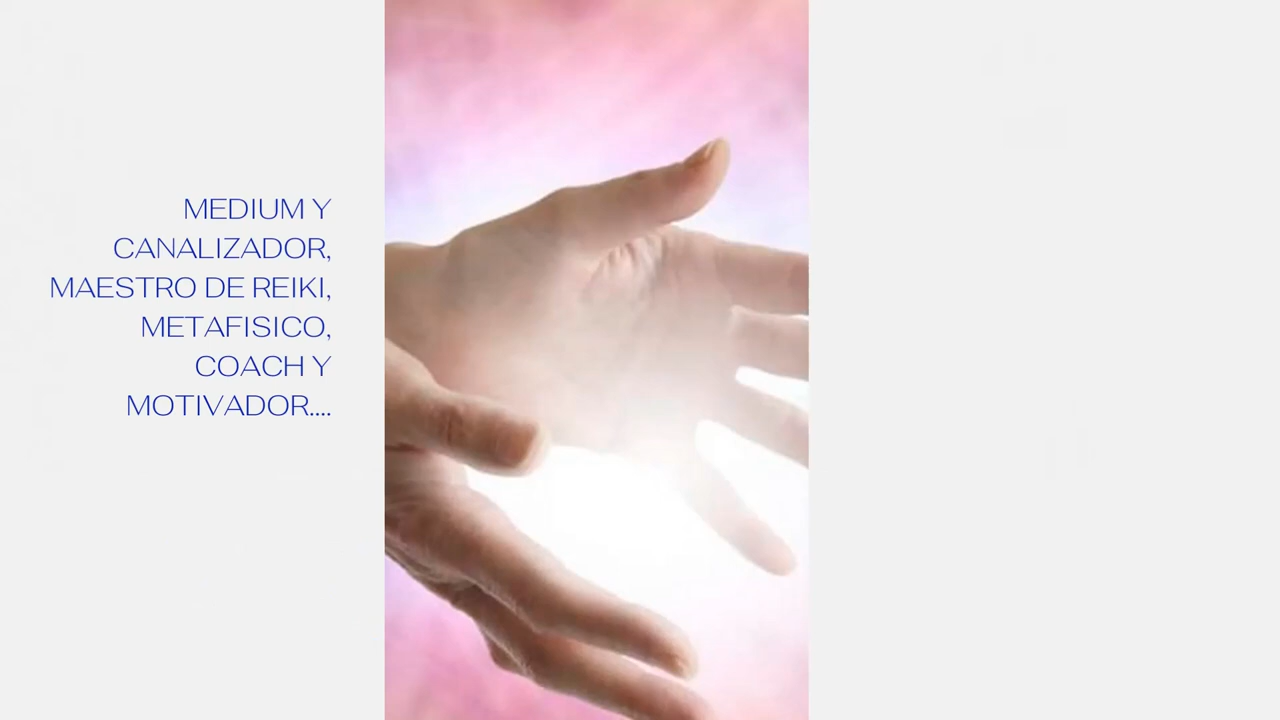 MEDIUM Y
CANALIZADOR,
MAESTRO DE REIKI,
METAFISICO,
COACH Y
MOTIVADOR....